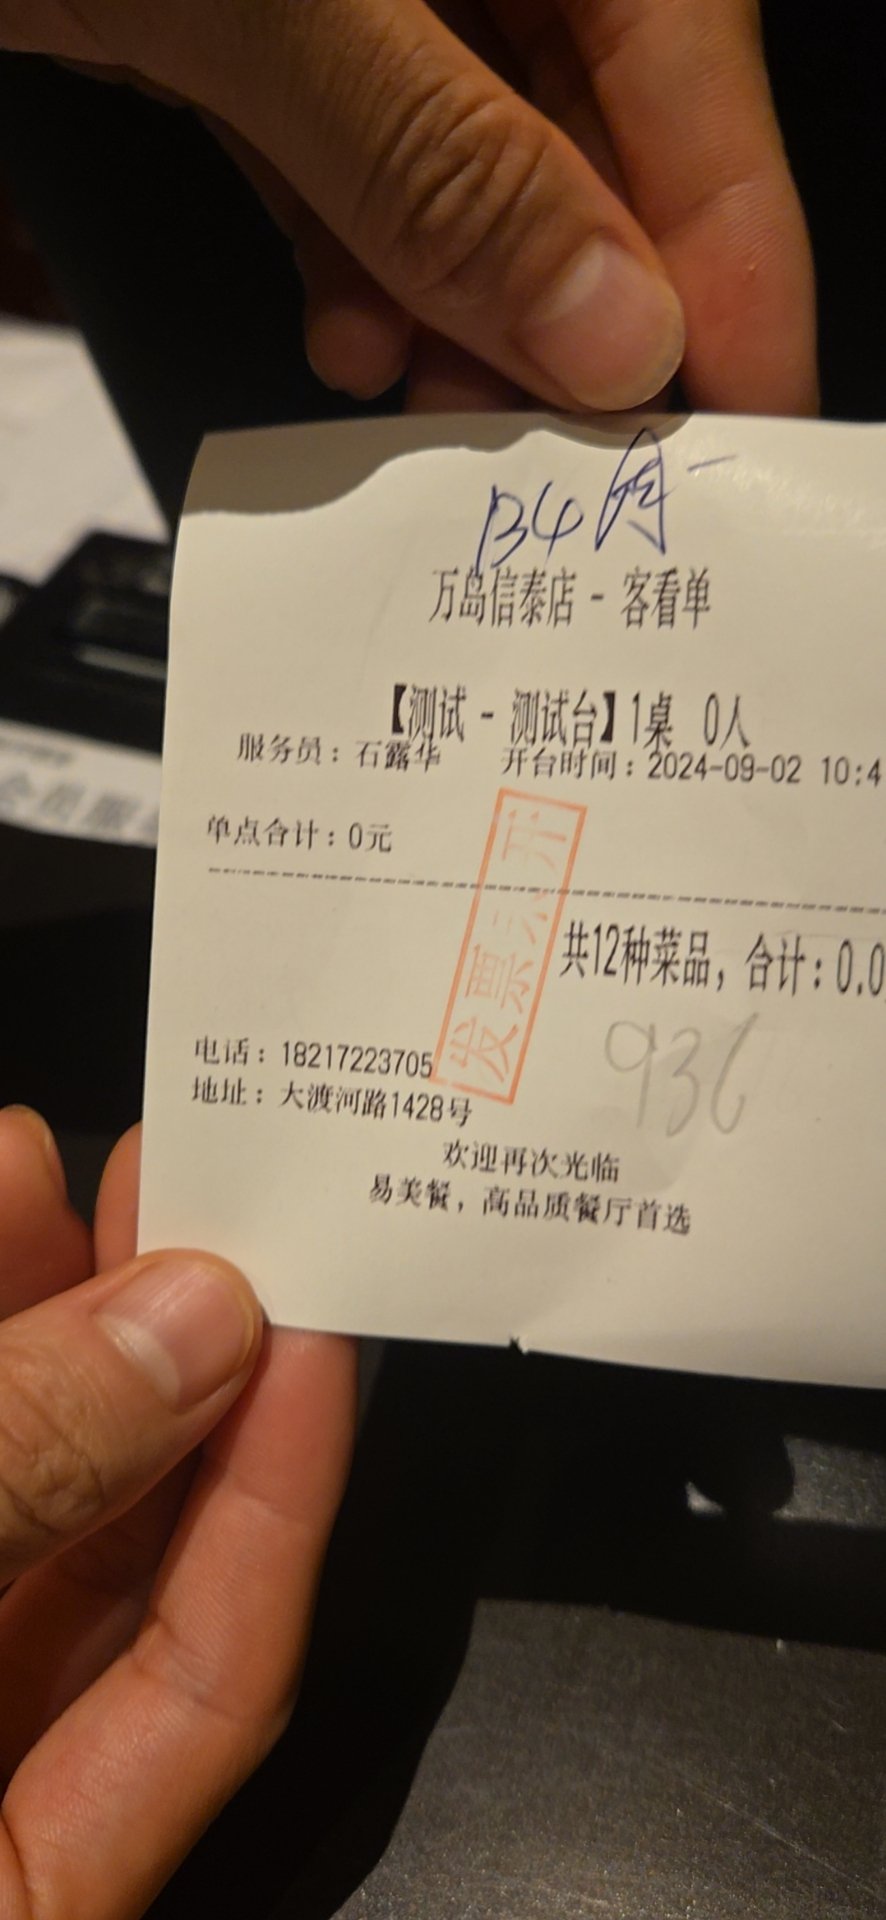 B4
万岛信泰店 - 客看单
【测试 - 测试台】1桌 0人
服务员：石露华 开台时间：2024-09-02 10:4
单点合计：0元
共12种菜品，合计：0.0
发票未开
936
电话：18217223705
地址：大渡河路1428号
欢迎再次光临
易美餐，高品质餐厅首选